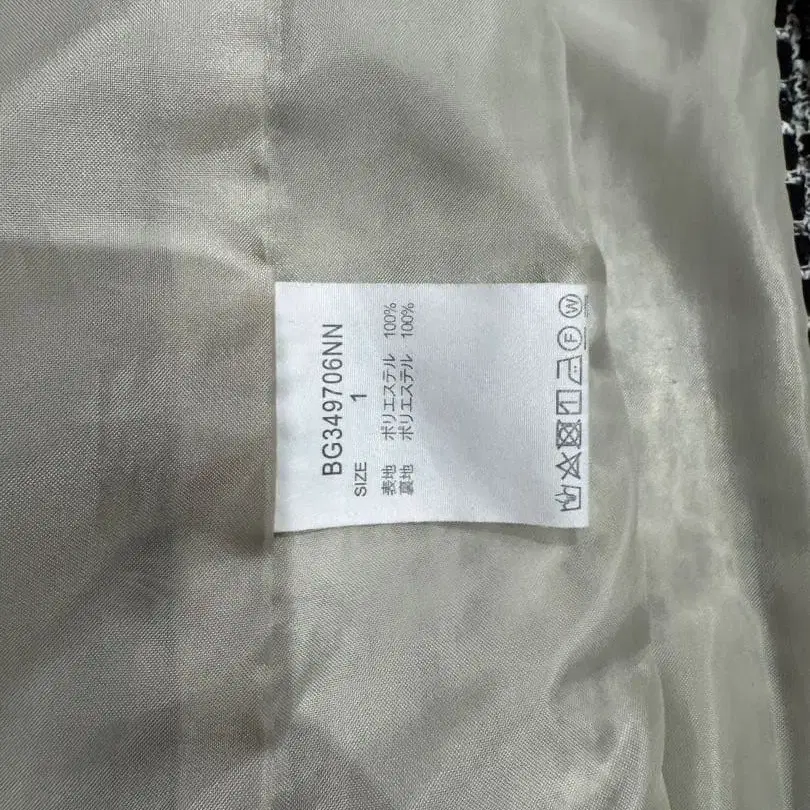 BG349706NN
SIZE 1
表地 ポリエステル 100%
裏地 ポリエステル 100%
Ⓕ Ⓦ